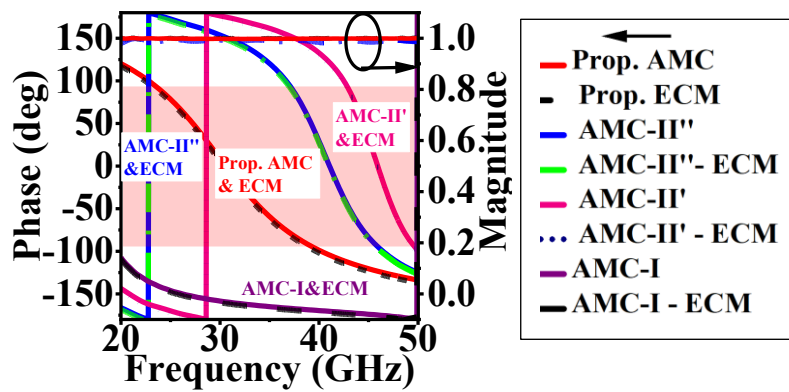 150
100
50
0
-50
-100
-150
Phase (deg)
1.0
0.8
0.6
0.4
0.2
0.0
Magnitude
20
30
40
50
Frequency (GHz)
AMC-II''
&ECM
Prop. AMC
& ECM
AMC-II'
&ECM
AMC-I&ECM
Prop. AMC
Prop. ECM
AMC-II''
AMC-II''- ECM
AMC-II'
AMC-II' - ECM
AMC-I
AMC-I - ECM